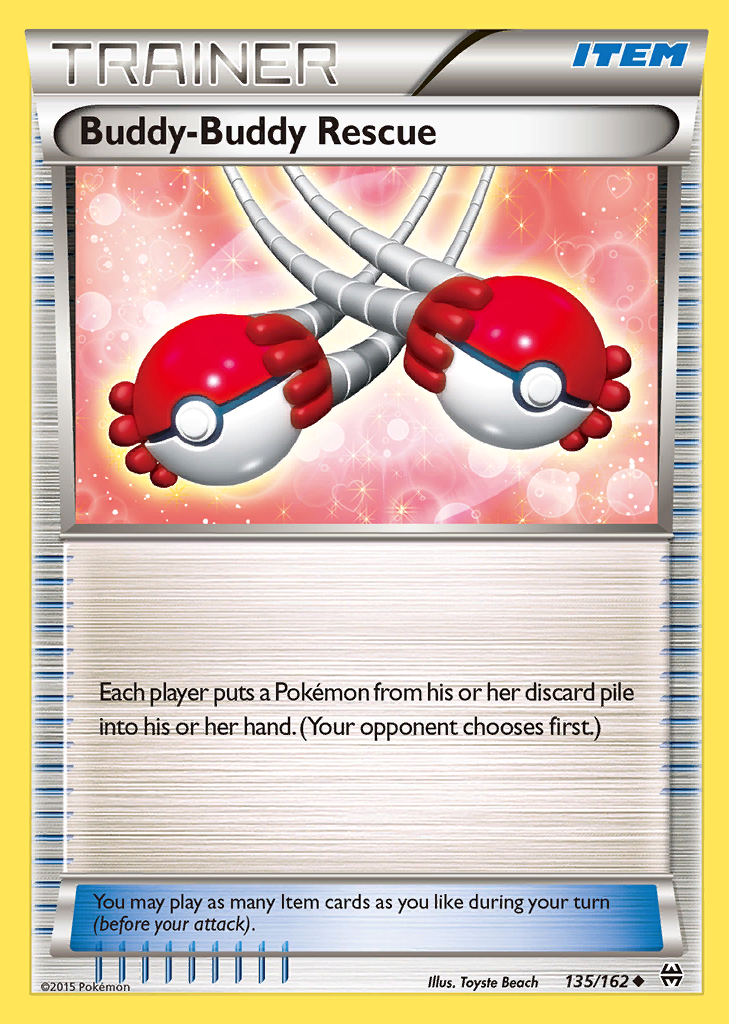 TRAINER
ITEM
Buddy-Buddy Rescue
Each player puts a Pokémon from his or her discard pile
into his or her hand. (Your opponent chooses first.)
You may play as many Item cards as you like during your turn
(before your attack).
©2015 Pokémon
Illus. Toyste Beach
135/162